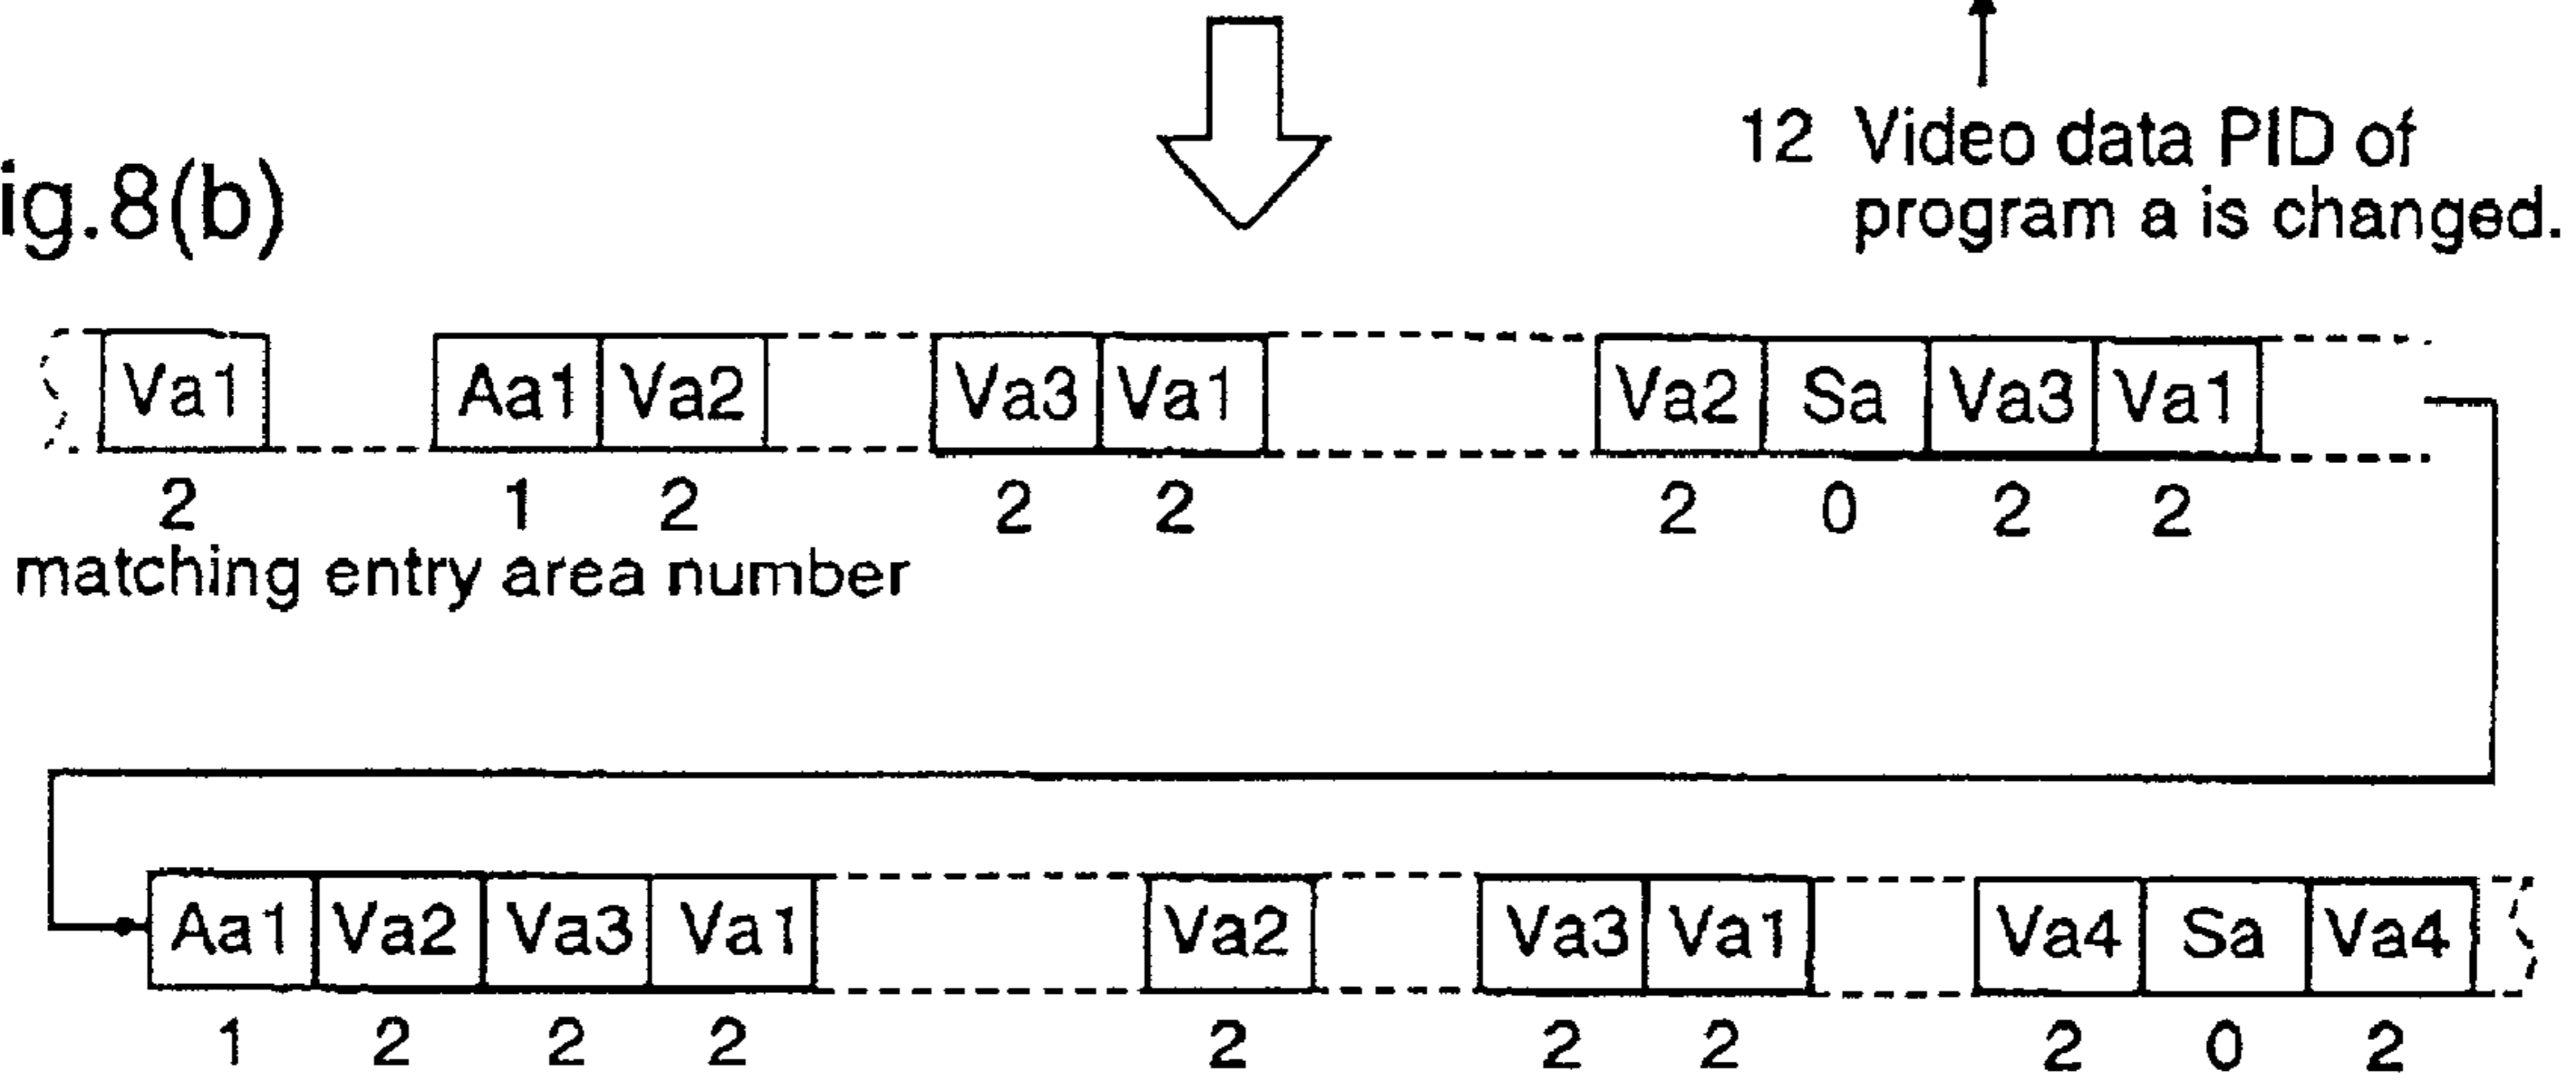 12 Video data PID of
program a is changed.
ig.8(b)
Va1 Aa1 Va2 Va3 Va1 Va2 Sa Va3 Va1
2 1 2 2 2 2 0 2 2
matching entry area number
Aa1 Va2 Va3 Va1 Va2 Va3 Va1 Va4 Sa Va4
1 2 2 2 2 2 2 2 0 2